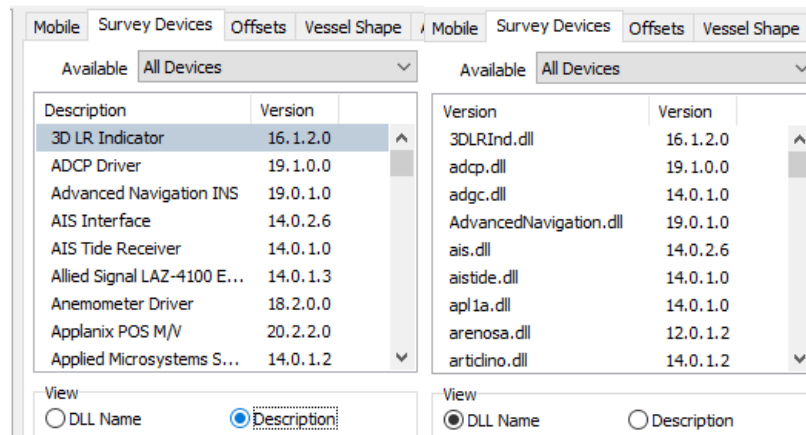 Mobile Survey Devices Offsets Vessel Shape
Available All Devices
Description Version
3D LR Indicator 16.1.2.0
ADCP Driver 19.1.0.0
Advanced Navigation INS 19.0.1.0
AIS Interface 14.0.2.6
AIS Tide Receiver 14.0.1.0
Allied Signal LAZ-4100 E... 14.0.1.3
Anemometer Driver 18.2.0.0
Applanix POS M/V 20.2.2.0
Applied Microsystems S... 14.0.1.2
View
DLL Name Description
Mobile Survey Devices Offsets Vessel Shape
Available All Devices
Version Version
3DLRInd.dll 16.1.2.0
adcp.dll 19.1.0.0
adgc.dll 14.0.1.0
AdvancedNavigation.dll 19.0.1.0
ais.dll 14.0.2.6
aistide.dll 14.0.1.0
apl1a.dll 14.0.1.0
arenosa.dll 12.0.1.2
articlino.dll 14.0.1.2
View
DLL Name Description